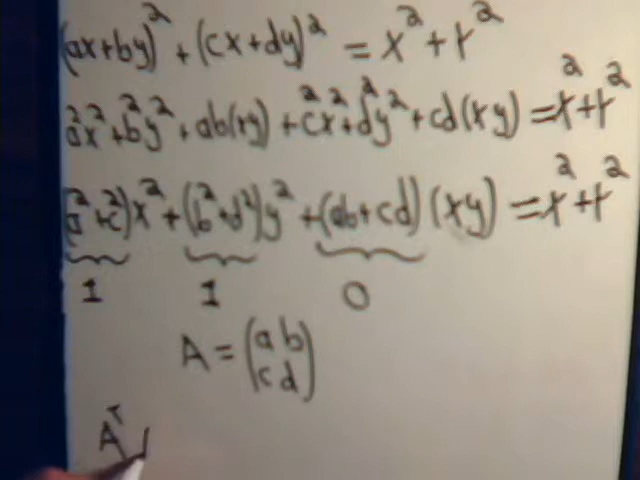 (ax+by)² + (cx+dy)² = x²+y²
a²x²+b²y²+ab(xy)+c²x²+d²y²+cd(xy)=x²+y²
(a²+c²)x²+(b²+d²)y²+(ab+cd)(xy)=x²+y²
1 1 0
A = (a b
c d)
Aᵀ